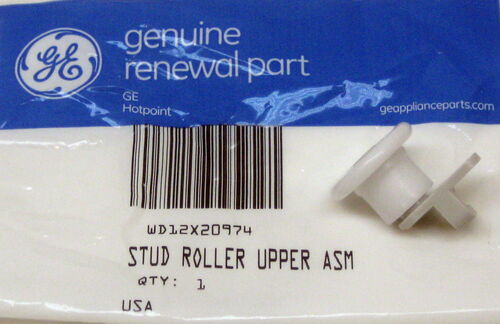 GE
genuine
renewal part
GE
Hotpoint
geapplianceparts.com
WD12X20974
STUD ROLLER UPPER ASM
QTY: 1
USA